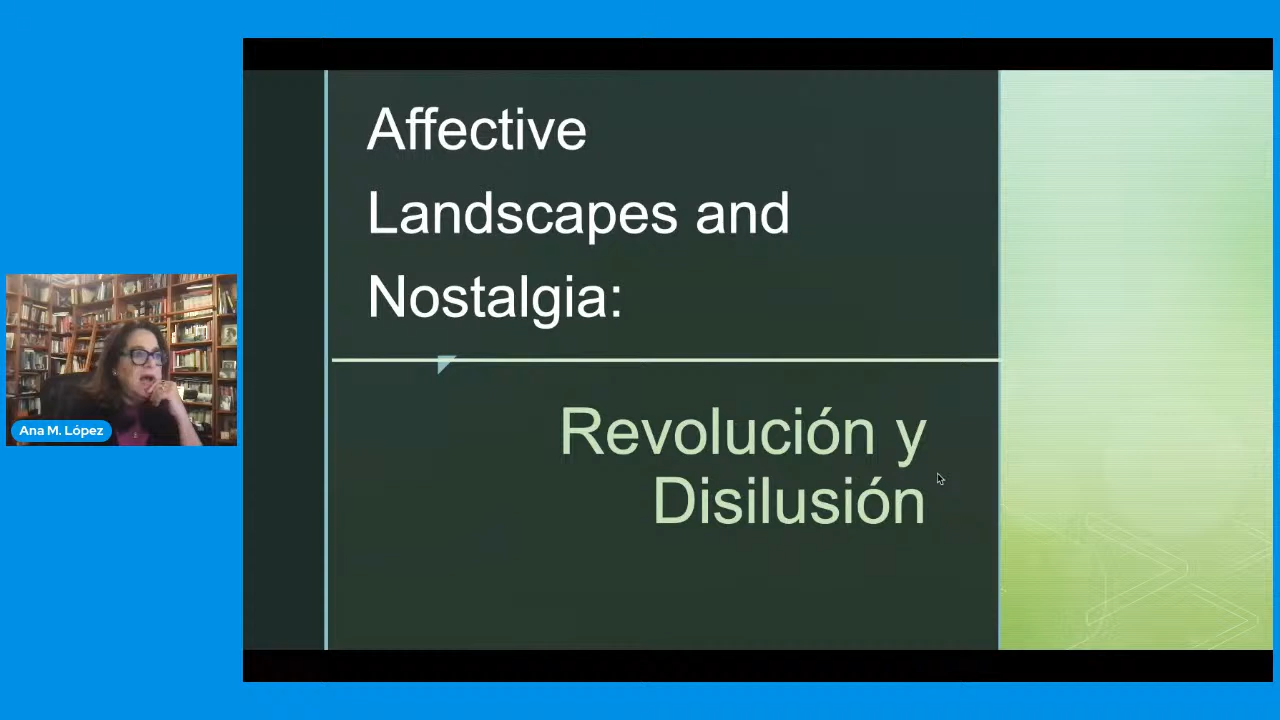 Affective
Landscapes and
Nostalgia:
Revolución y
Disilusión
Ana M. López